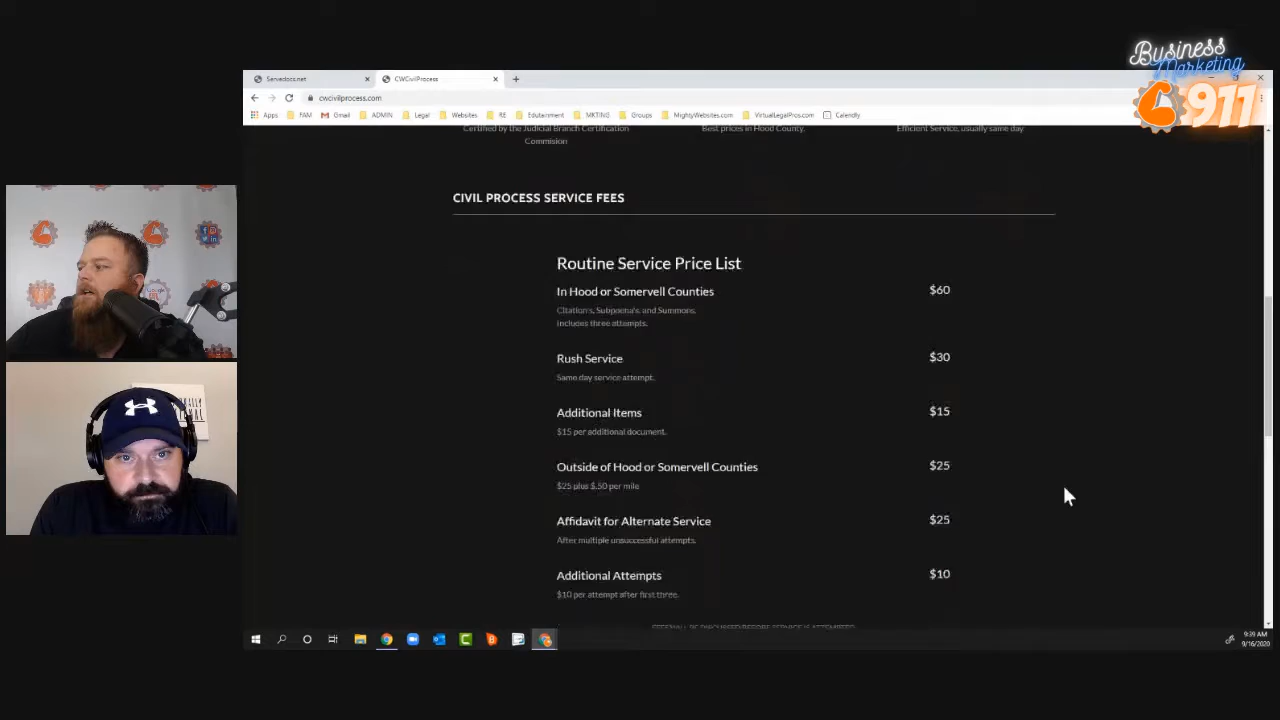 Business
Marketing
911
Servedocs.net
CWCivilProcess
cwcivilprocess.com
Apps FAM Gmail ADMIN Legal Websites RE Edutainment MKTING Groups MightyWebsites.com VirtualLegalPros.com Calendly
Certified by the Judicial Branch Certification
Commision
Best prices in Hood County.
Efficient Service, usually same day
CIVIL PROCESS SERVICE FEES
Routine Service Price List
In Hood or Somervell Counties $60
Citation's, Subpoena's, and Summons.
Includes three attempts.
Rush Service $30
Same day service attempt.
Additional Items $15
$15 per additional document.
Outside of Hood or Somervell Counties $25
$25 plus $.50 per mile
Affidavit for Alternate Service $25
After multiple unsuccessful attempts.
Additional Attempts $10
$10 per attempt after first three.
9:39 AM
9/16/2020